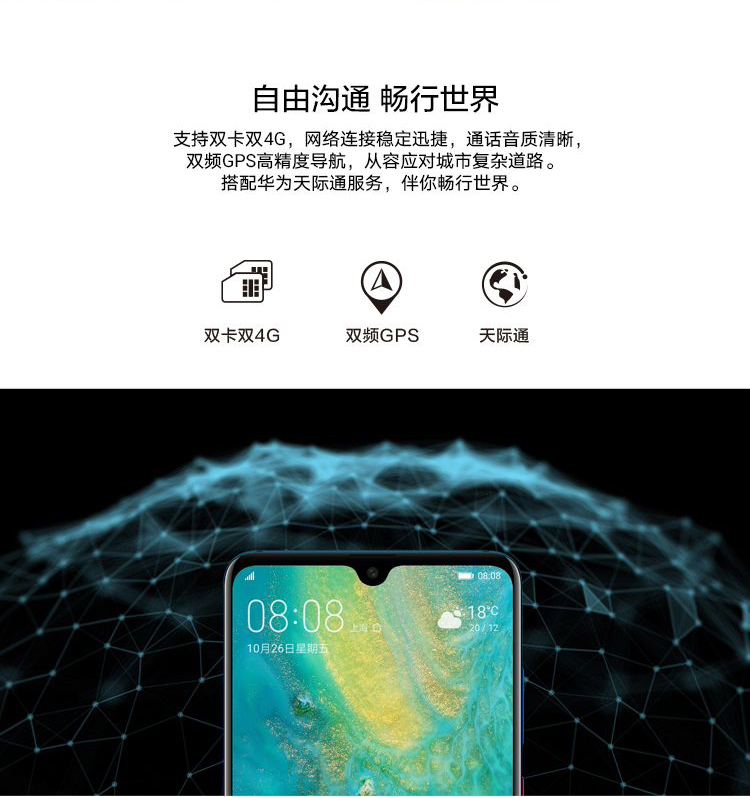 自由沟通 畅行世界
支持双卡双4G，网络连接稳定迅捷，通话音质清晰，
双频GPS高精度导航，从容应对城市复杂道路。
搭配华为天际通服务，伴你畅行世界。
双卡双4G 双频GPS 天际通
08:08
08:08 上海 18℃
20 / 12
10月26日星期五